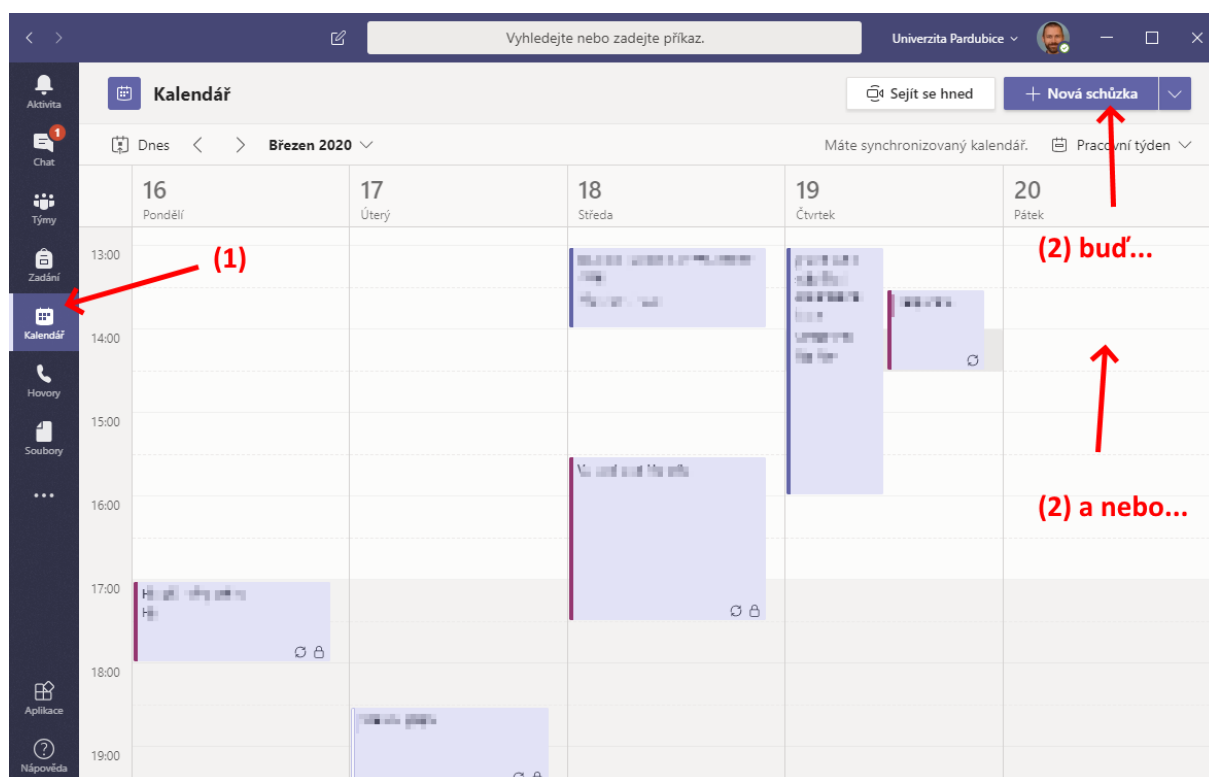 Vyhledejte nebo zadejte příkaz.
Univerzita Pardubice
Aktivita
1
Chat
Týmy
Zadání
Kalendář
Hovory
Soubory
Aplikace
Nápověda
Kalendář
Sejít se hned
+ Nová schůzka
Dnes
Březen 2020
Máte synchronizovaný kalendář.
Pracovní týden
16
Pondělí
17
Úterý
18
Středa
19
Čtvrtek
20
Pátek
13:00
14:00
15:00
16:00
17:00
18:00
19:00
(1)
(2) buď...
(2) a nebo...